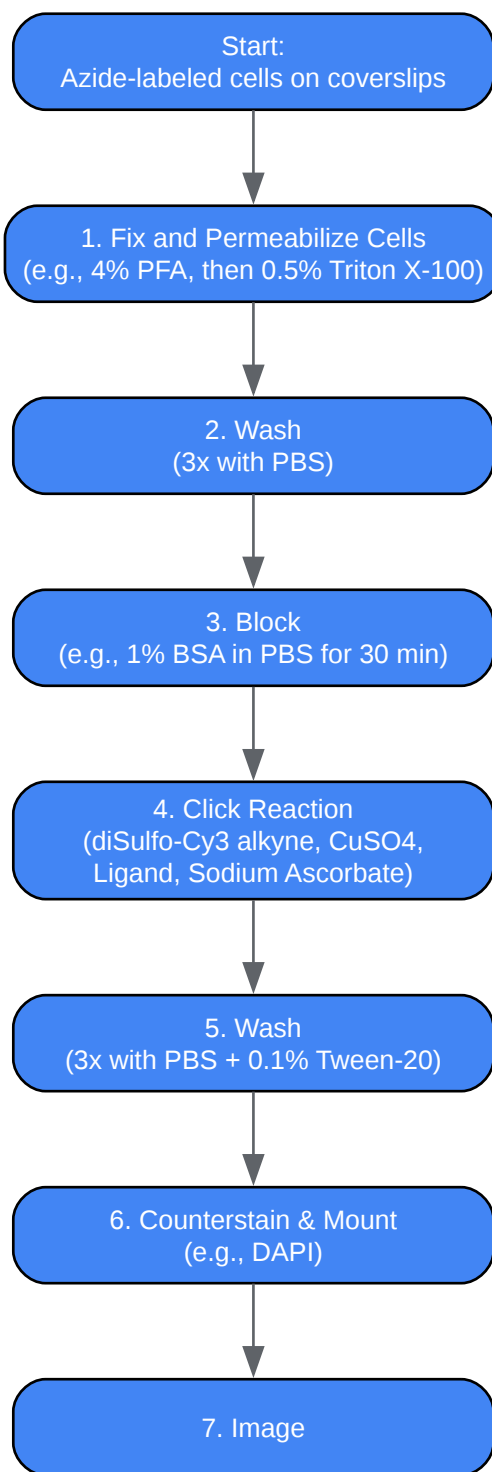 Start:
Azide-labeled cells on coverslips
1. Fix and Permeabilize Cells
(e.g., 4% PFA, then 0.5% Triton X-100)
2. Wash
(3x with PBS)
3. Block
(e.g., 1% BSA in PBS for 30 min)
4. Click Reaction
(diSulfo-Cy3 alkyne, CuSO4,
Ligand, Sodium Ascorbate)
5. Wash
(3x with PBS + 0.1% Tween-20)
6. Counterstain & Mount
(e.g., DAPI)
7. Image